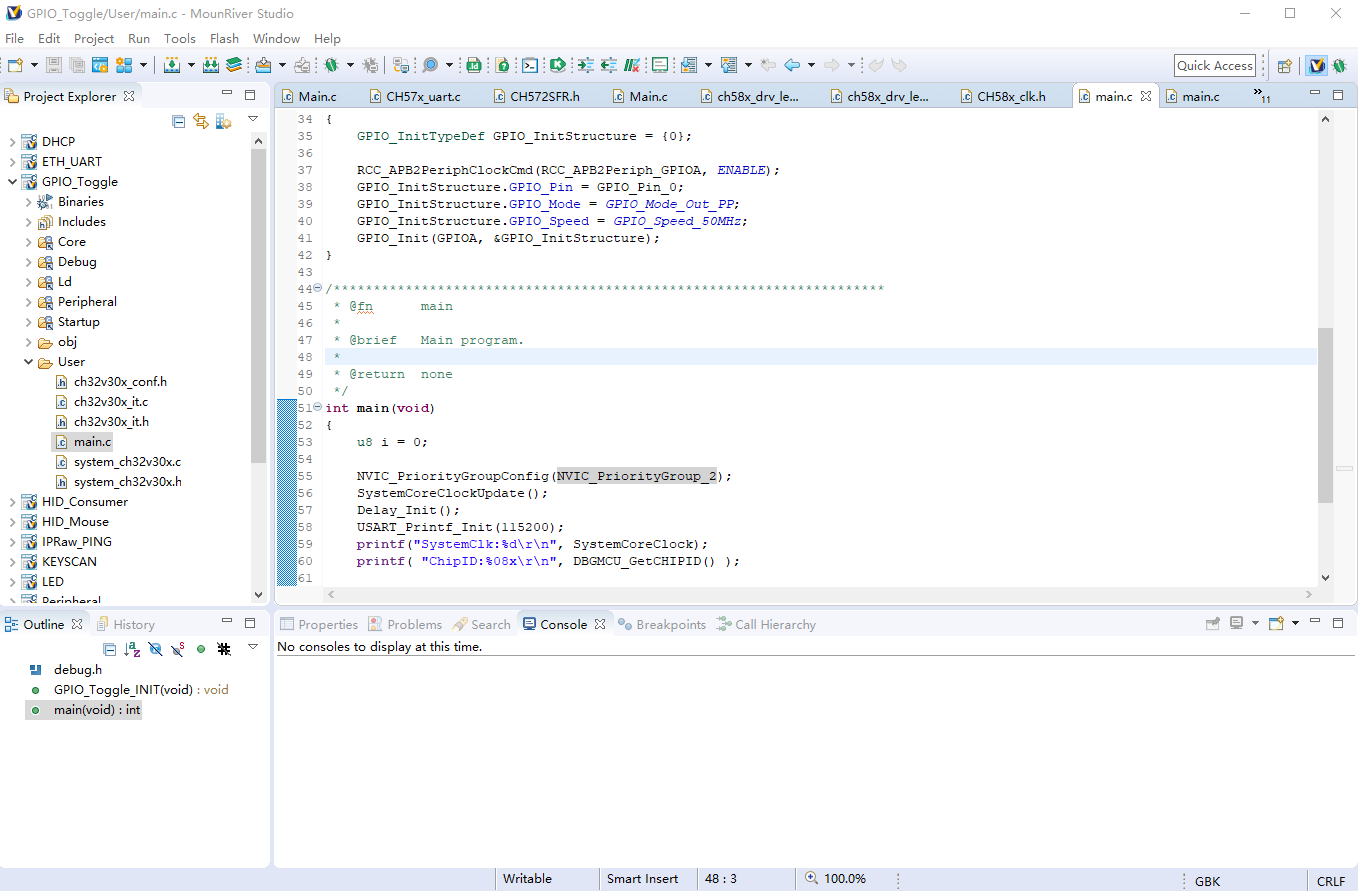 GPIO_Toggle/User/main.c - MounRiver Studio
File Edit Project Run Tools Flash Window Help
Quick Access
Project Explorer
DHCP
ETH_UART
GPIO_Toggle
Binaries
Includes
Core
Debug
Ld
Peripheral
Startup
obj
User
ch32v30x_conf.h
ch32v30x_it.c
ch32v30x_it.h
main.c
system_ch32v30x.c
system_ch32v30x.h
HID_Consumer
HID_Mouse
IPRaw_PING
KEYSCAN
LED
Peripheral
Main.c CH57x_uart.c CH572SFR.h Main.c ch58x_drv_le... ch58x_drv_le... CH58x_clk.h main.c main.c »11
34 {
35 GPIO_InitTypeDef GPIO_InitStructure = {0};
36
37 RCC_APB2PeriphClockCmd(RCC_APB2Periph_GPIOA, ENABLE);
38 GPIO_InitStructure.GPIO_Pin = GPIO_Pin_0;
39 GPIO_InitStructure.GPIO_Mode = GPIO_Mode_Out_PP;
40 GPIO_InitStructure.GPIO_Speed = GPIO_Speed_50MHz;
41 GPIO_Init(GPIOA, &GPIO_InitStructure);
42 }
43
44 /*********************************************************************
45 * @fn main
46 *
47 * @brief Main program.
48 *
49 * @return none
50 */
51 int main(void)
52 {
53 u8 i = 0;
54
55 NVIC_PriorityGroupConfig(NVIC_PriorityGroup_2);
56 SystemCoreClockUpdate();
57 Delay_Init();
58 USART_Printf_Init(115200);
59 printf("SystemClk:%d\r\n", SystemCoreClock);
60 printf( "ChipID:%08x\r\n", DBGMCU_GetCHIPID() );
61
Outline History
debug.h
GPIO_Toggle_INIT(void) : void
main(void) : int
Properties Problems Search Console Breakpoints Call Hierarchy
No consoles to display at this time.
Writable Smart Insert 48 : 3 100.0% GBK CRLF